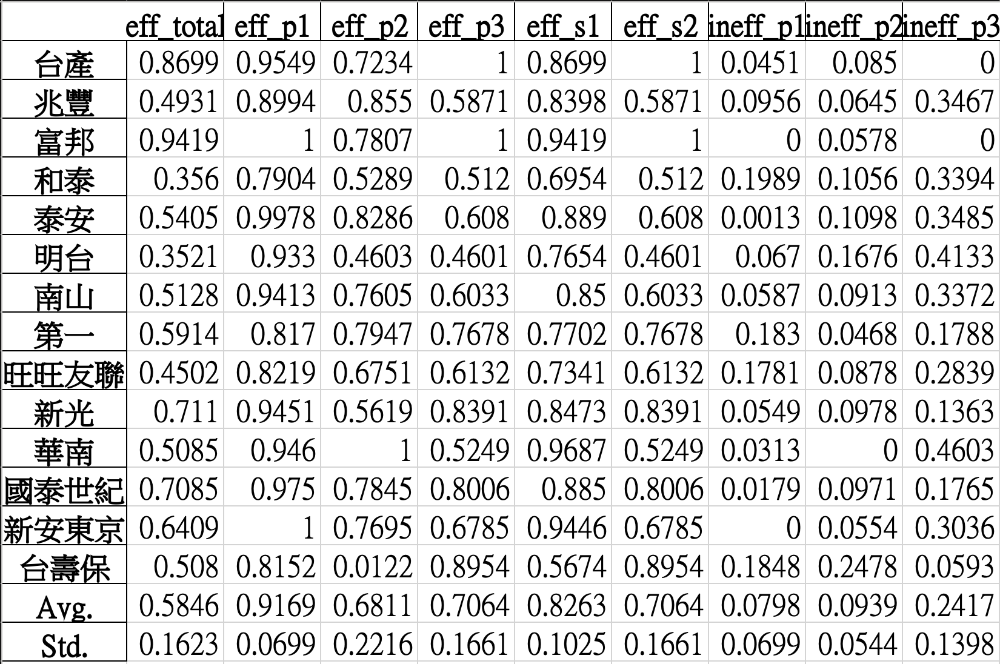 eff_total eff_p1 eff_p2 eff_p3 eff_s1 eff_s2 ineff_p1 ineff_p2 ineff_p3
台產 0.8699 0.9549 0.7234 1 0.8699 1 0.0451 0.085 0
兆豐 0.4931 0.8994 0.855 0.5871 0.8398 0.5871 0.0956 0.0645 0.3467
富邦 0.9419 1 0.7807 1 0.9419 1 0 0.0578 0
和泰 0.356 0.7904 0.5289 0.512 0.6954 0.512 0.1989 0.1056 0.3394
泰安 0.5405 0.9978 0.8286 0.608 0.889 0.608 0.0013 0.1098 0.3485
明台 0.3521 0.933 0.4603 0.4601 0.7654 0.4601 0.067 0.1676 0.4133
南山 0.5128 0.9413 0.7605 0.6033 0.85 0.6033 0.0587 0.0913 0.3372
第一 0.5914 0.817 0.7947 0.7678 0.7702 0.7678 0.183 0.0468 0.1788
旺旺友聯 0.4502 0.8219 0.6751 0.6132 0.7341 0.6132 0.1781 0.0878 0.2839
新光 0.711 0.9451 0.5619 0.8391 0.8473 0.8391 0.0549 0.0978 0.1363
華南 0.5085 0.946 1 0.5249 0.9687 0.5249 0.0313 0 0.4603
國泰世紀 0.7085 0.975 0.7845 0.8006 0.885 0.8006 0.0179 0.0971 0.1765
新安東京 0.6409 1 0.7695 0.6785 0.9446 0.6785 0 0.0554 0.3036
台壽保 0.508 0.8152 0.0122 0.8954 0.5674 0.8954 0.1848 0.2478 0.0593
Avg. 0.5846 0.9169 0.6811 0.7064 0.8263 0.7064 0.0798 0.0939 0.2417
Std. 0.1623 0.0699 0.2216 0.1661 0.1025 0.1661 0.0699 0.0544 0.1398